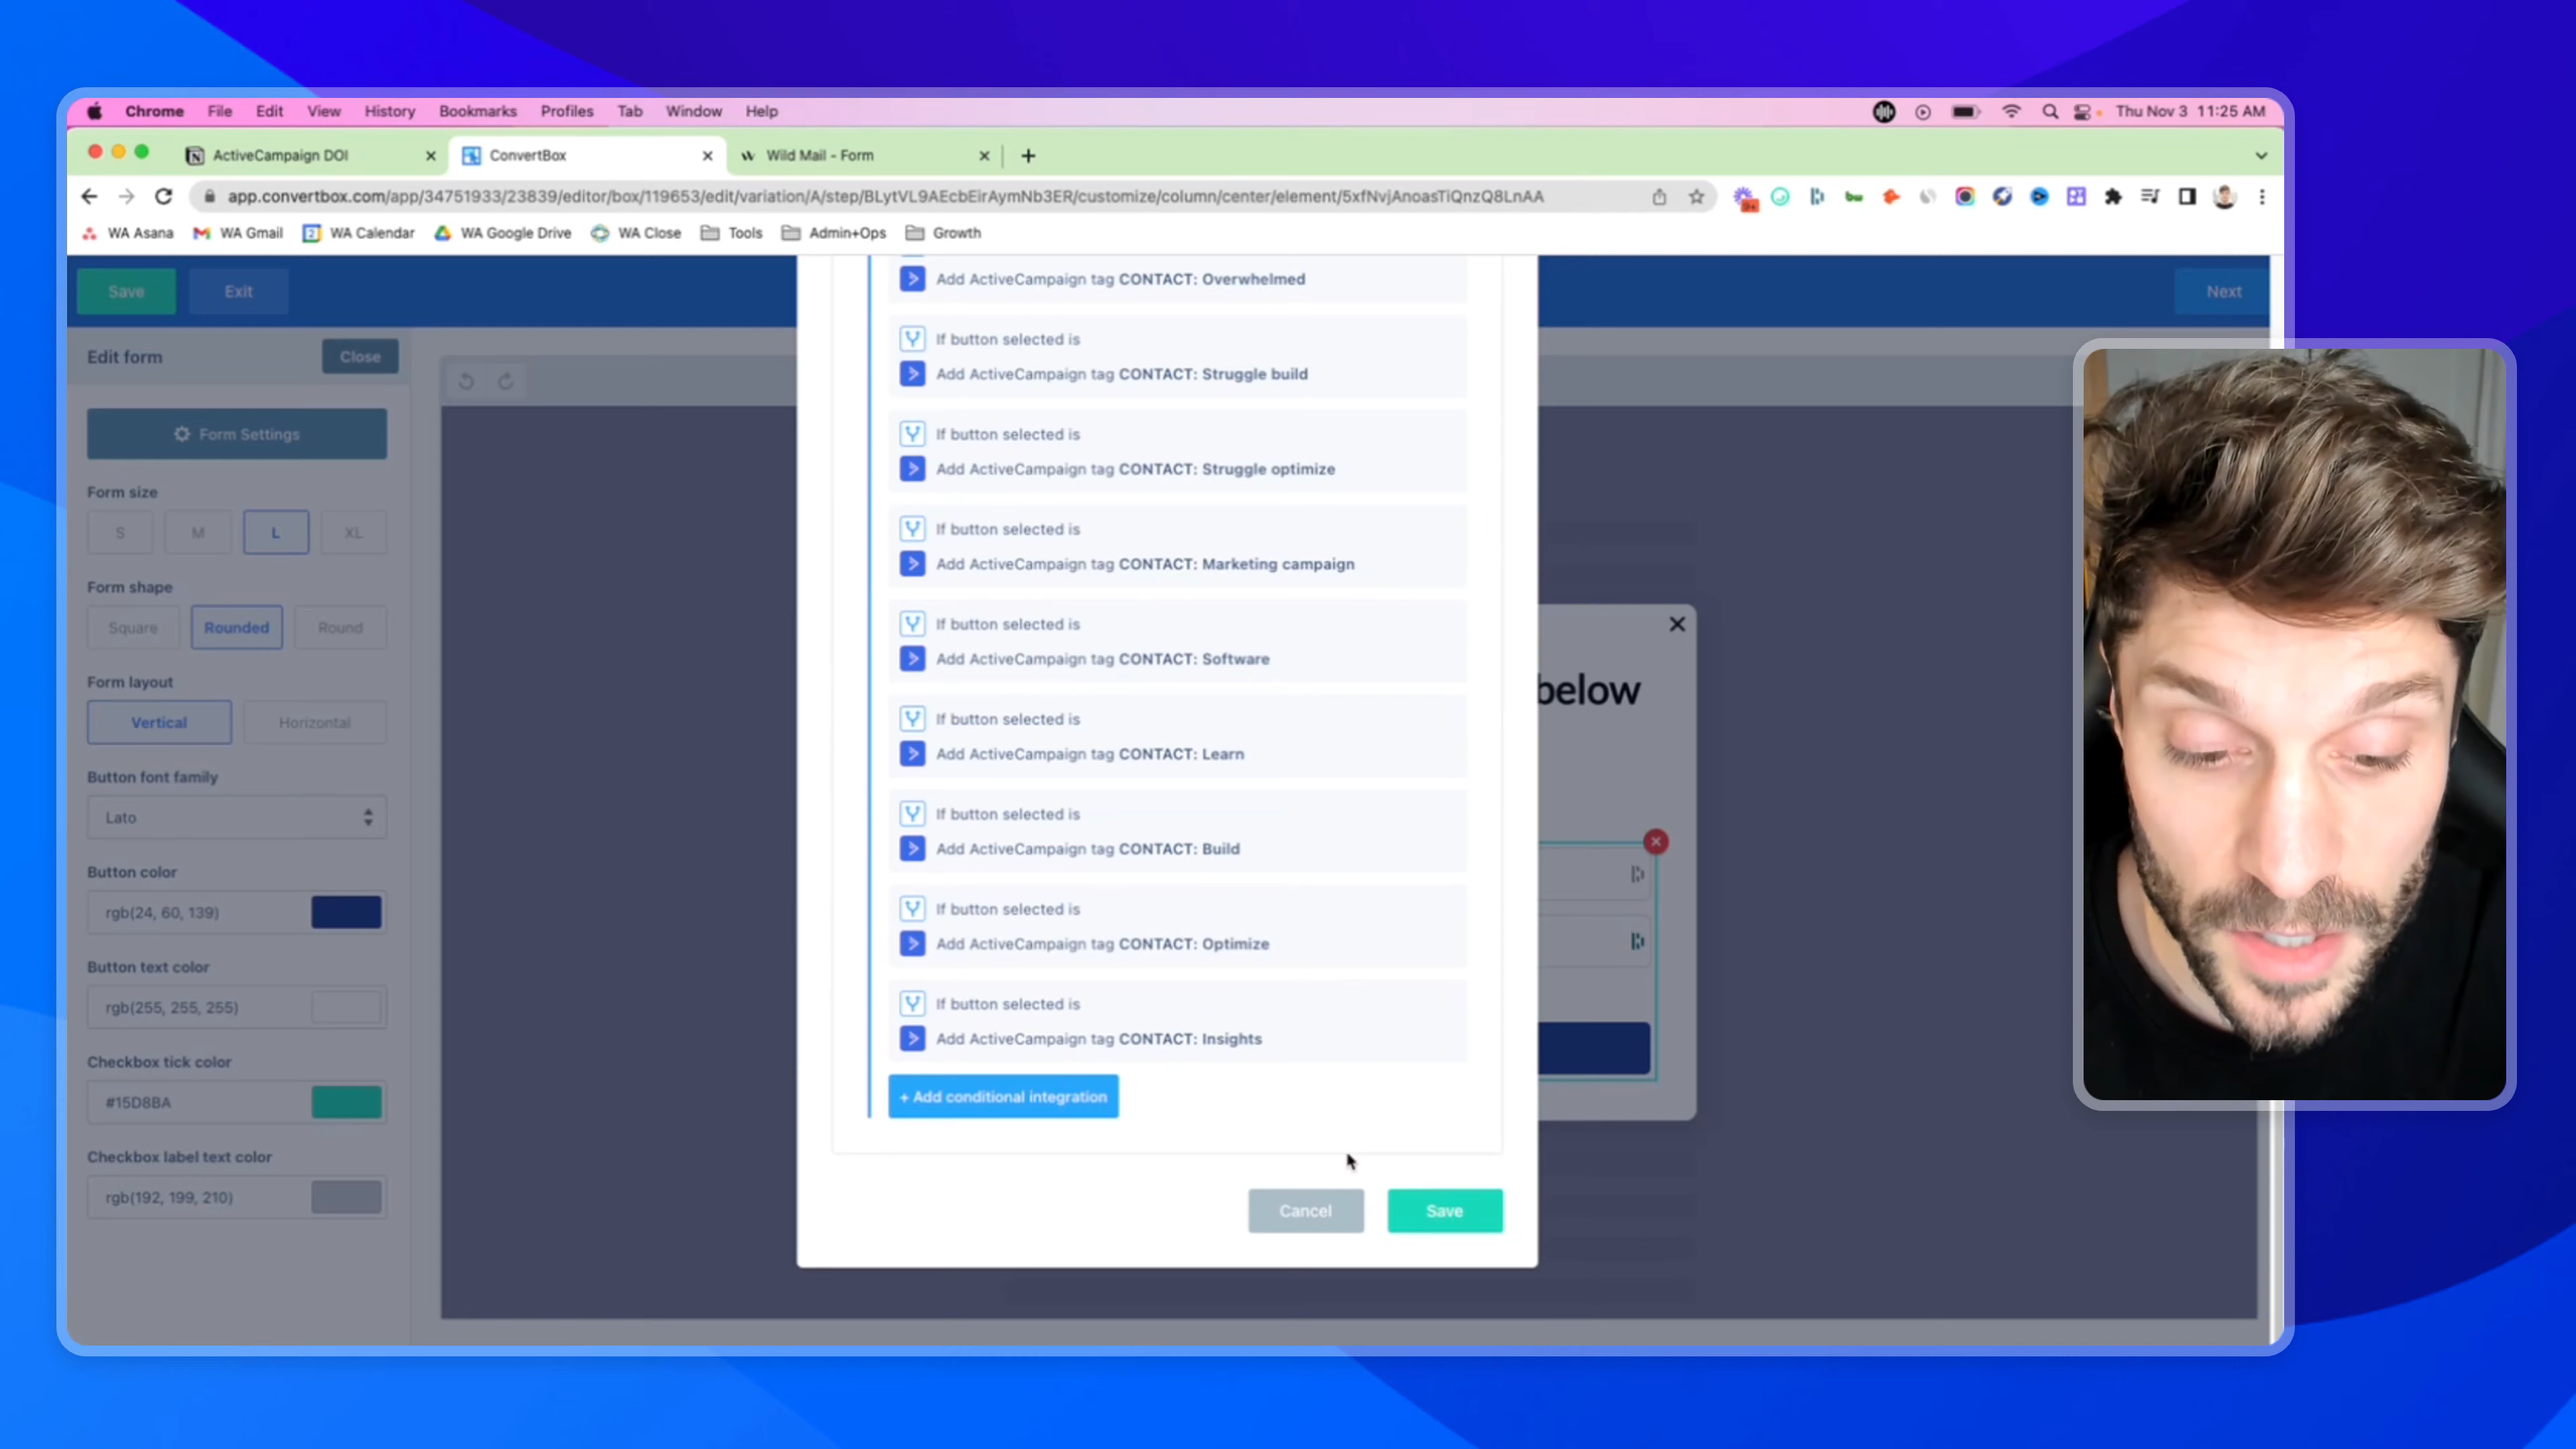 Chrome File Edit View History Bookmarks Profiles Tab Window Help Thu Nov 3 11:25 AM
ActiveCampaign DOI ConvertBox Wild Mail - Form
app.convertbox.com/app/34751933/23839/editor/box/119653/edit/variation/A/step/BLytVL9AEcbEirAymNb3ER/customize/column/center/element/5xfNvjAnoasTiQnzQ8LnAA
WA Asana WA Gmail WA Calendar WA Google Drive WA Close Tools Admin+Ops Growth
Save Exit Next
Edit form Close
Form Settings
Form size
S M L XL
Form shape
Square Rounded Round
Form layout
Vertical Horizontal
Button font family
Lato
Button color
rgb(24, 60, 139)
Button text color
rgb(255, 255, 255)
Checkbox tick color
#15D8BA
Checkbox label text color
rgb(192, 199, 210)
Add ActiveCampaign tag CONTACT: Overwhelmed
If button selected is
Add ActiveCampaign tag CONTACT: Struggle build
If button selected is
Add ActiveCampaign tag CONTACT: Struggle optimize
If button selected is
Add ActiveCampaign tag CONTACT: Marketing campaign
If button selected is
Add ActiveCampaign tag CONTACT: Software
If button selected is
Add ActiveCampaign tag CONTACT: Learn
If button selected is
Add ActiveCampaign tag CONTACT: Build
If button selected is
Add ActiveCampaign tag CONTACT: Optimize
If button selected is
Add ActiveCampaign tag CONTACT: Insights
+ Add conditional integration
Cancel Save
below